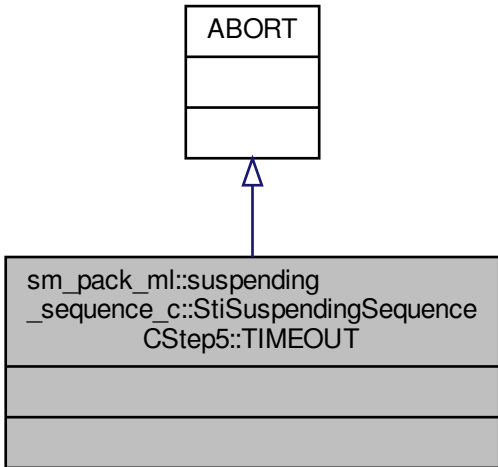 ABORT
sm_pack_ml::suspending
_sequence_c::StiSuspendingSequence
CStep5::TIMEOUT